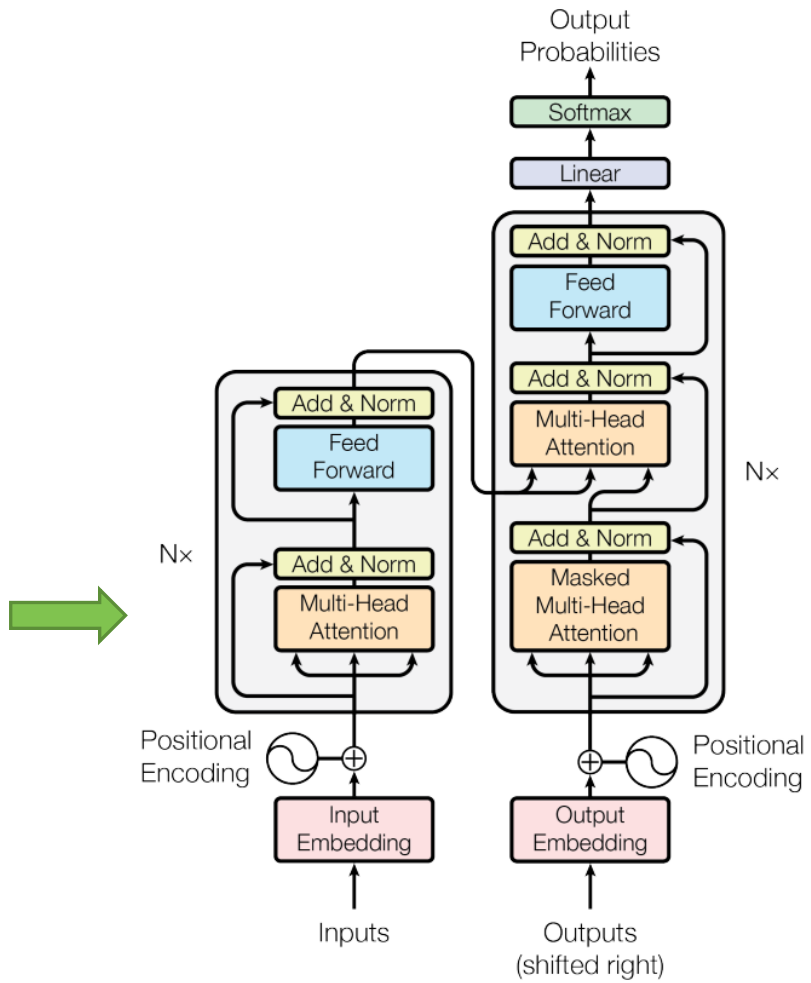 Output
Probabilities
Softmax
Linear
Add & Norm
Feed
Forward
Add & Norm
Multi-Head
Attention
Nx
Add & Norm
Masked
Multi-Head
Attention
Add & Norm
Feed
Forward
Nx
Add & Norm
Multi-Head
Attention
Positional
Encoding
Positional
Encoding
Input
Embedding
Output
Embedding
Inputs
Outputs
(shifted right)